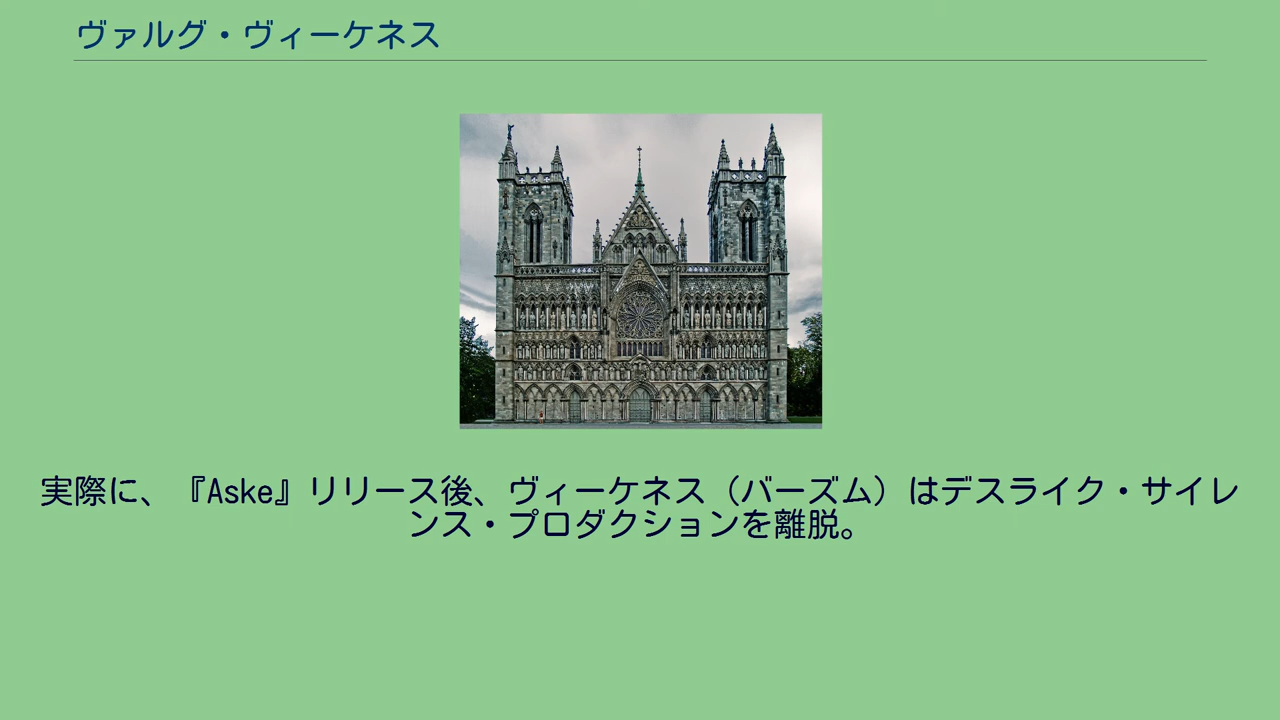 ヴァルグ・ヴィーケネス
実際に、『Aske』リリース後、ヴィーケネス（バーズム）はデスライク・サイレ
ンス・プロダクションを離脱。